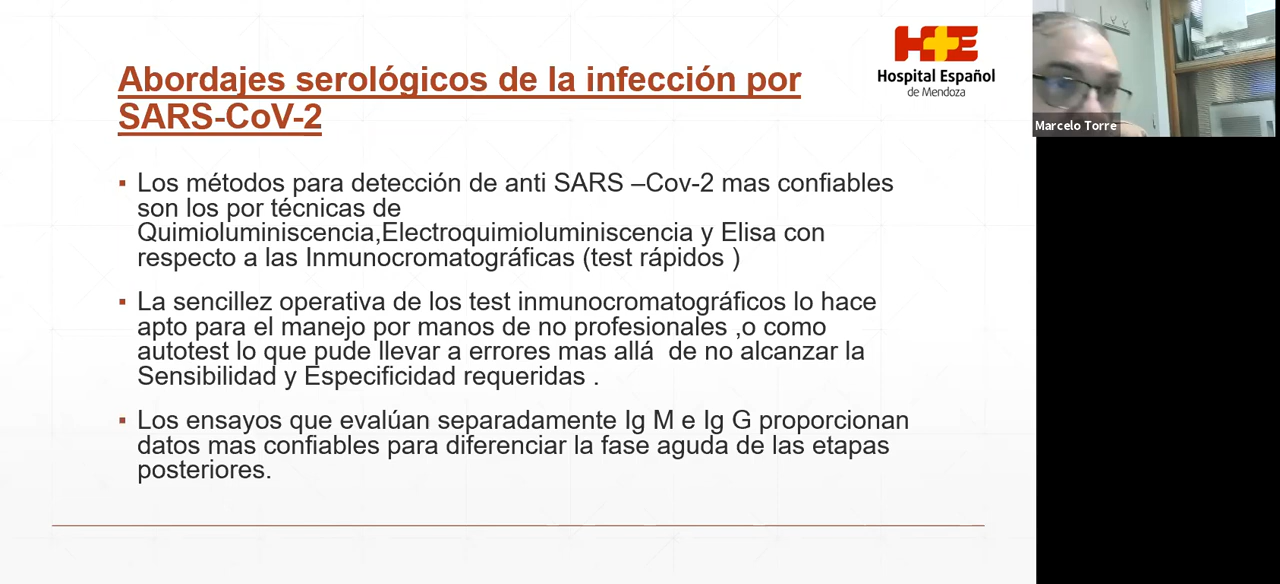 Abordajes serológicos de la infección por
SARS-CoV-2
Hospital Español
de Mendoza
Marcelo Torre
Los métodos para detección de anti SARS –Cov-2 mas confiables
son los por técnicas de
Quimioluminiscencia,Electroquimioluminiscencia y Elisa con
respecto a las Inmunocromatográficas (test rápidos )
La sencillez operativa de los test inmunocromatográficos lo hace
apto para el manejo por manos de no profesionales ,o como
autotest lo que pude llevar a errores mas allá  de no alcanzar la
Sensibilidad y Especificidad requeridas .
Los ensayos que evalúan separadamente Ig M e Ig G proporcionan
datos mas confiables para diferenciar la fase aguda de las etapas
posteriores.